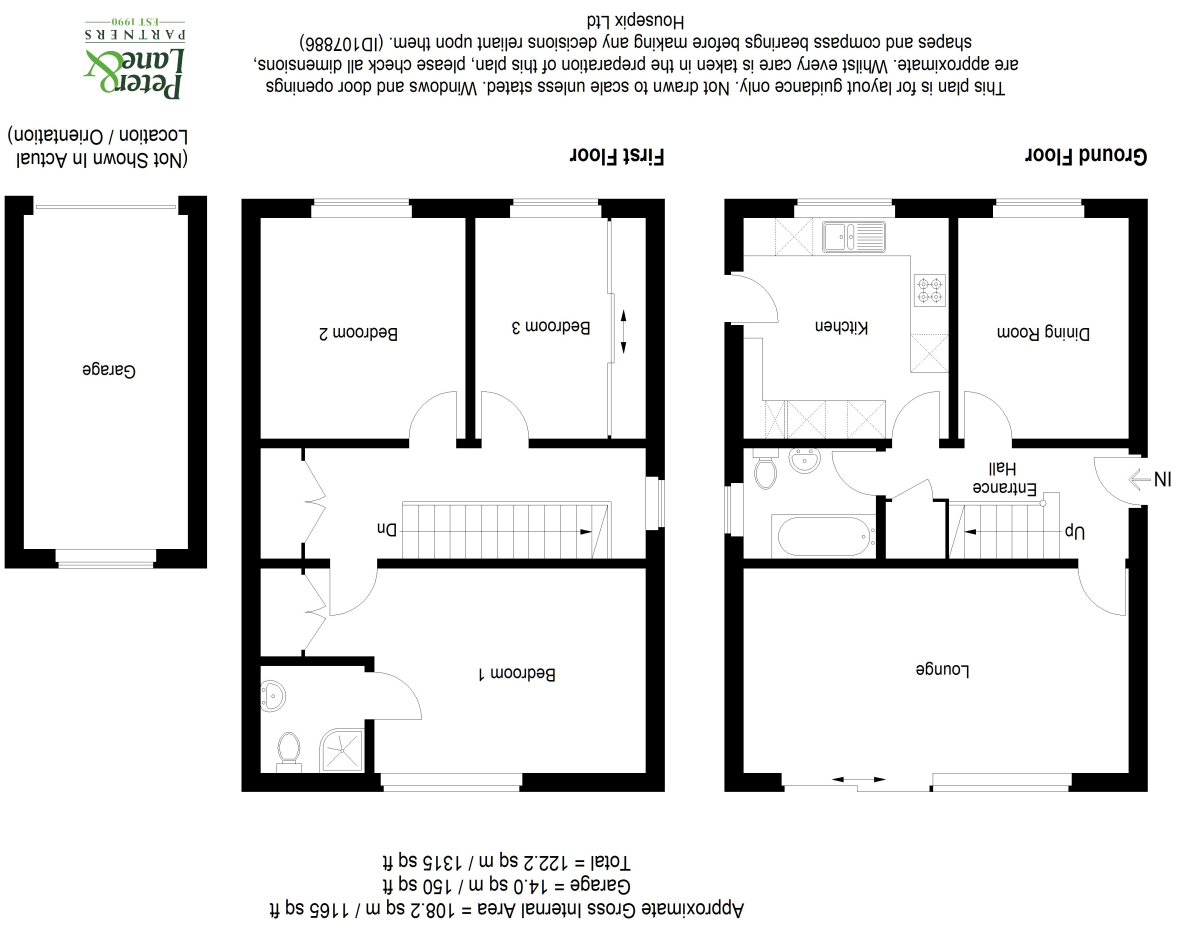 Approximate Gross Internal Area = 108.2 sq m / 1165 sq ft
Garage = 14.0 sq m / 150 sq ft
Total = 122.2 sq m / 1315 sq ft
Lounge
Up
IN
Entrance
Hall
Dining Room
Kitchen
Ground Floor
Bedroom 1
Dn
Bedroom 3
Bedroom 2
First Floor
Garage
(Not Shown In Actual
Location / Orientation)
This plan is for layout guidance only. Not drawn to scale unless stated. Windows and door openings
are approximate. Whilst every care is taken in the preparation of this plan, please check all dimensions,
shapes and compass bearings before making any decisions reliant upon them. (ID107886)
Housepix Ltd
Peter
& Lane
PARTNERS
EST 1990